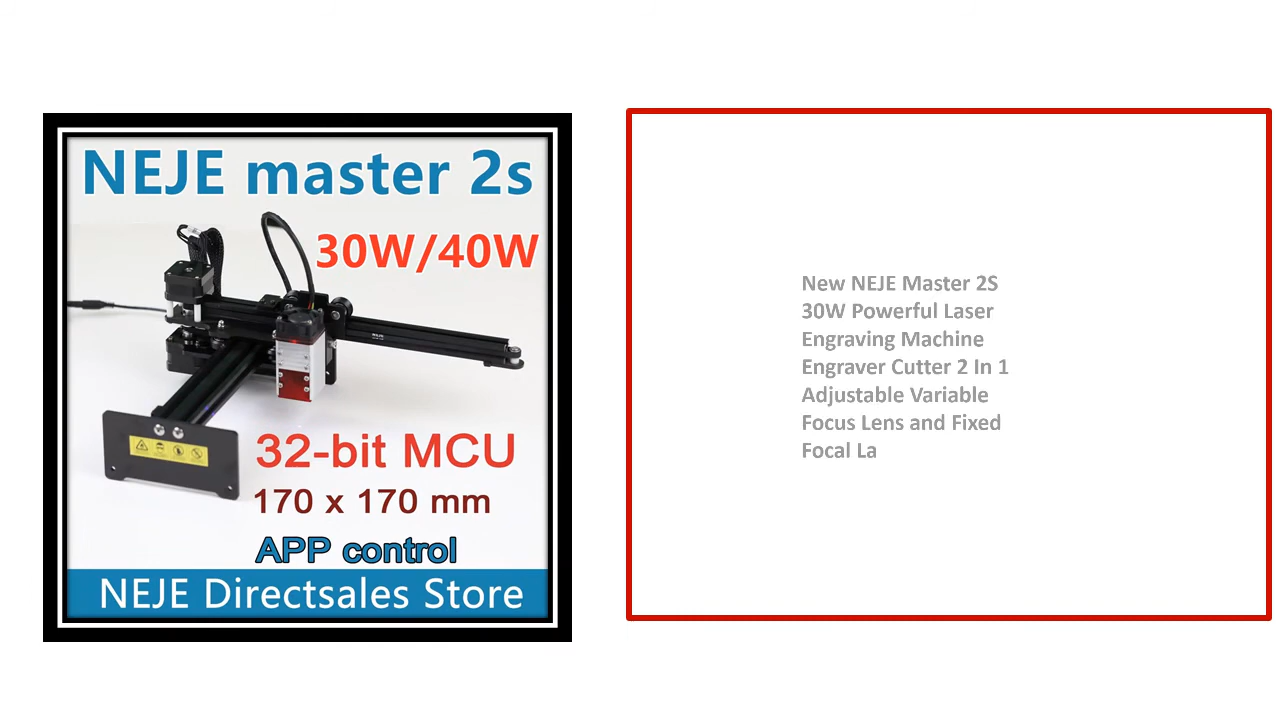 NEJE master 2s
30W/40W
32-bit MCU
170 x 170 mm
APP control
NEJE Directsales Store
New NEJE Master 2S
30W Powerful Laser
Engraving Machine
Engraver Cutter 2 In 1
Adjustable Variable
Focus Lens and Fixed
Focal La